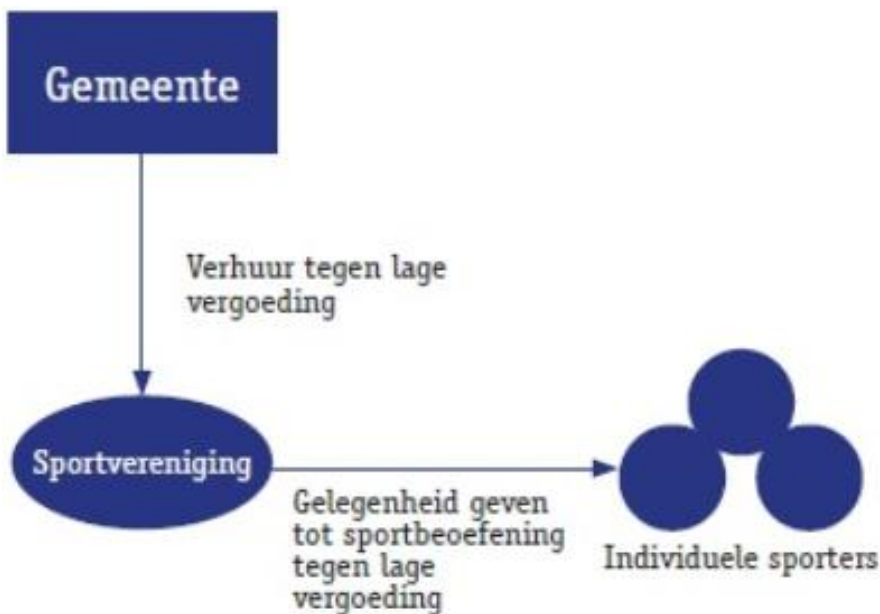 Gemeente
Verhuur tegen lage
vergoeding
Sportvereniging
Gelegenheid geven
tot sportbeoefening
tegen lage
vergoeding
Individuele sporters